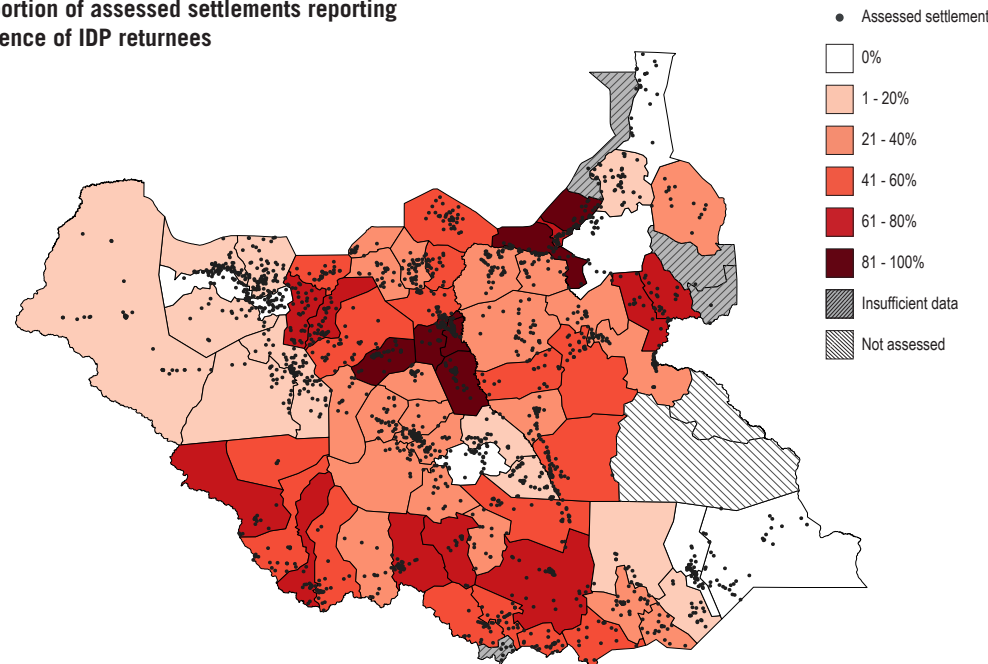 ortion of assessed settlements reporting
ence of IDP returnees
Assessed settlement
0%
1 - 20%
21 - 40%
41 - 60%
61 - 80%
81 - 100%
Insufficient data
Not assessed